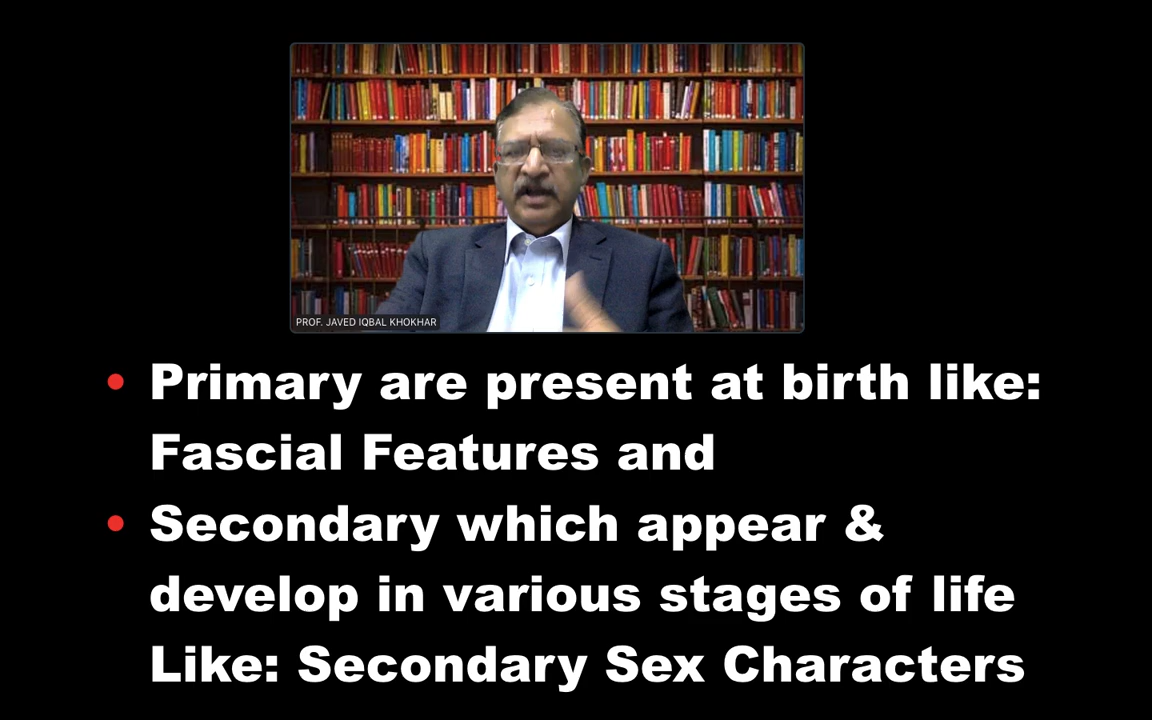 PROF. JAVED IQBAL KHOKHAR
• Primary are present at birth like:
Fascial Features and
• Secondary which appear &
develop in various stages of life
Like: Secondary Sex Characters